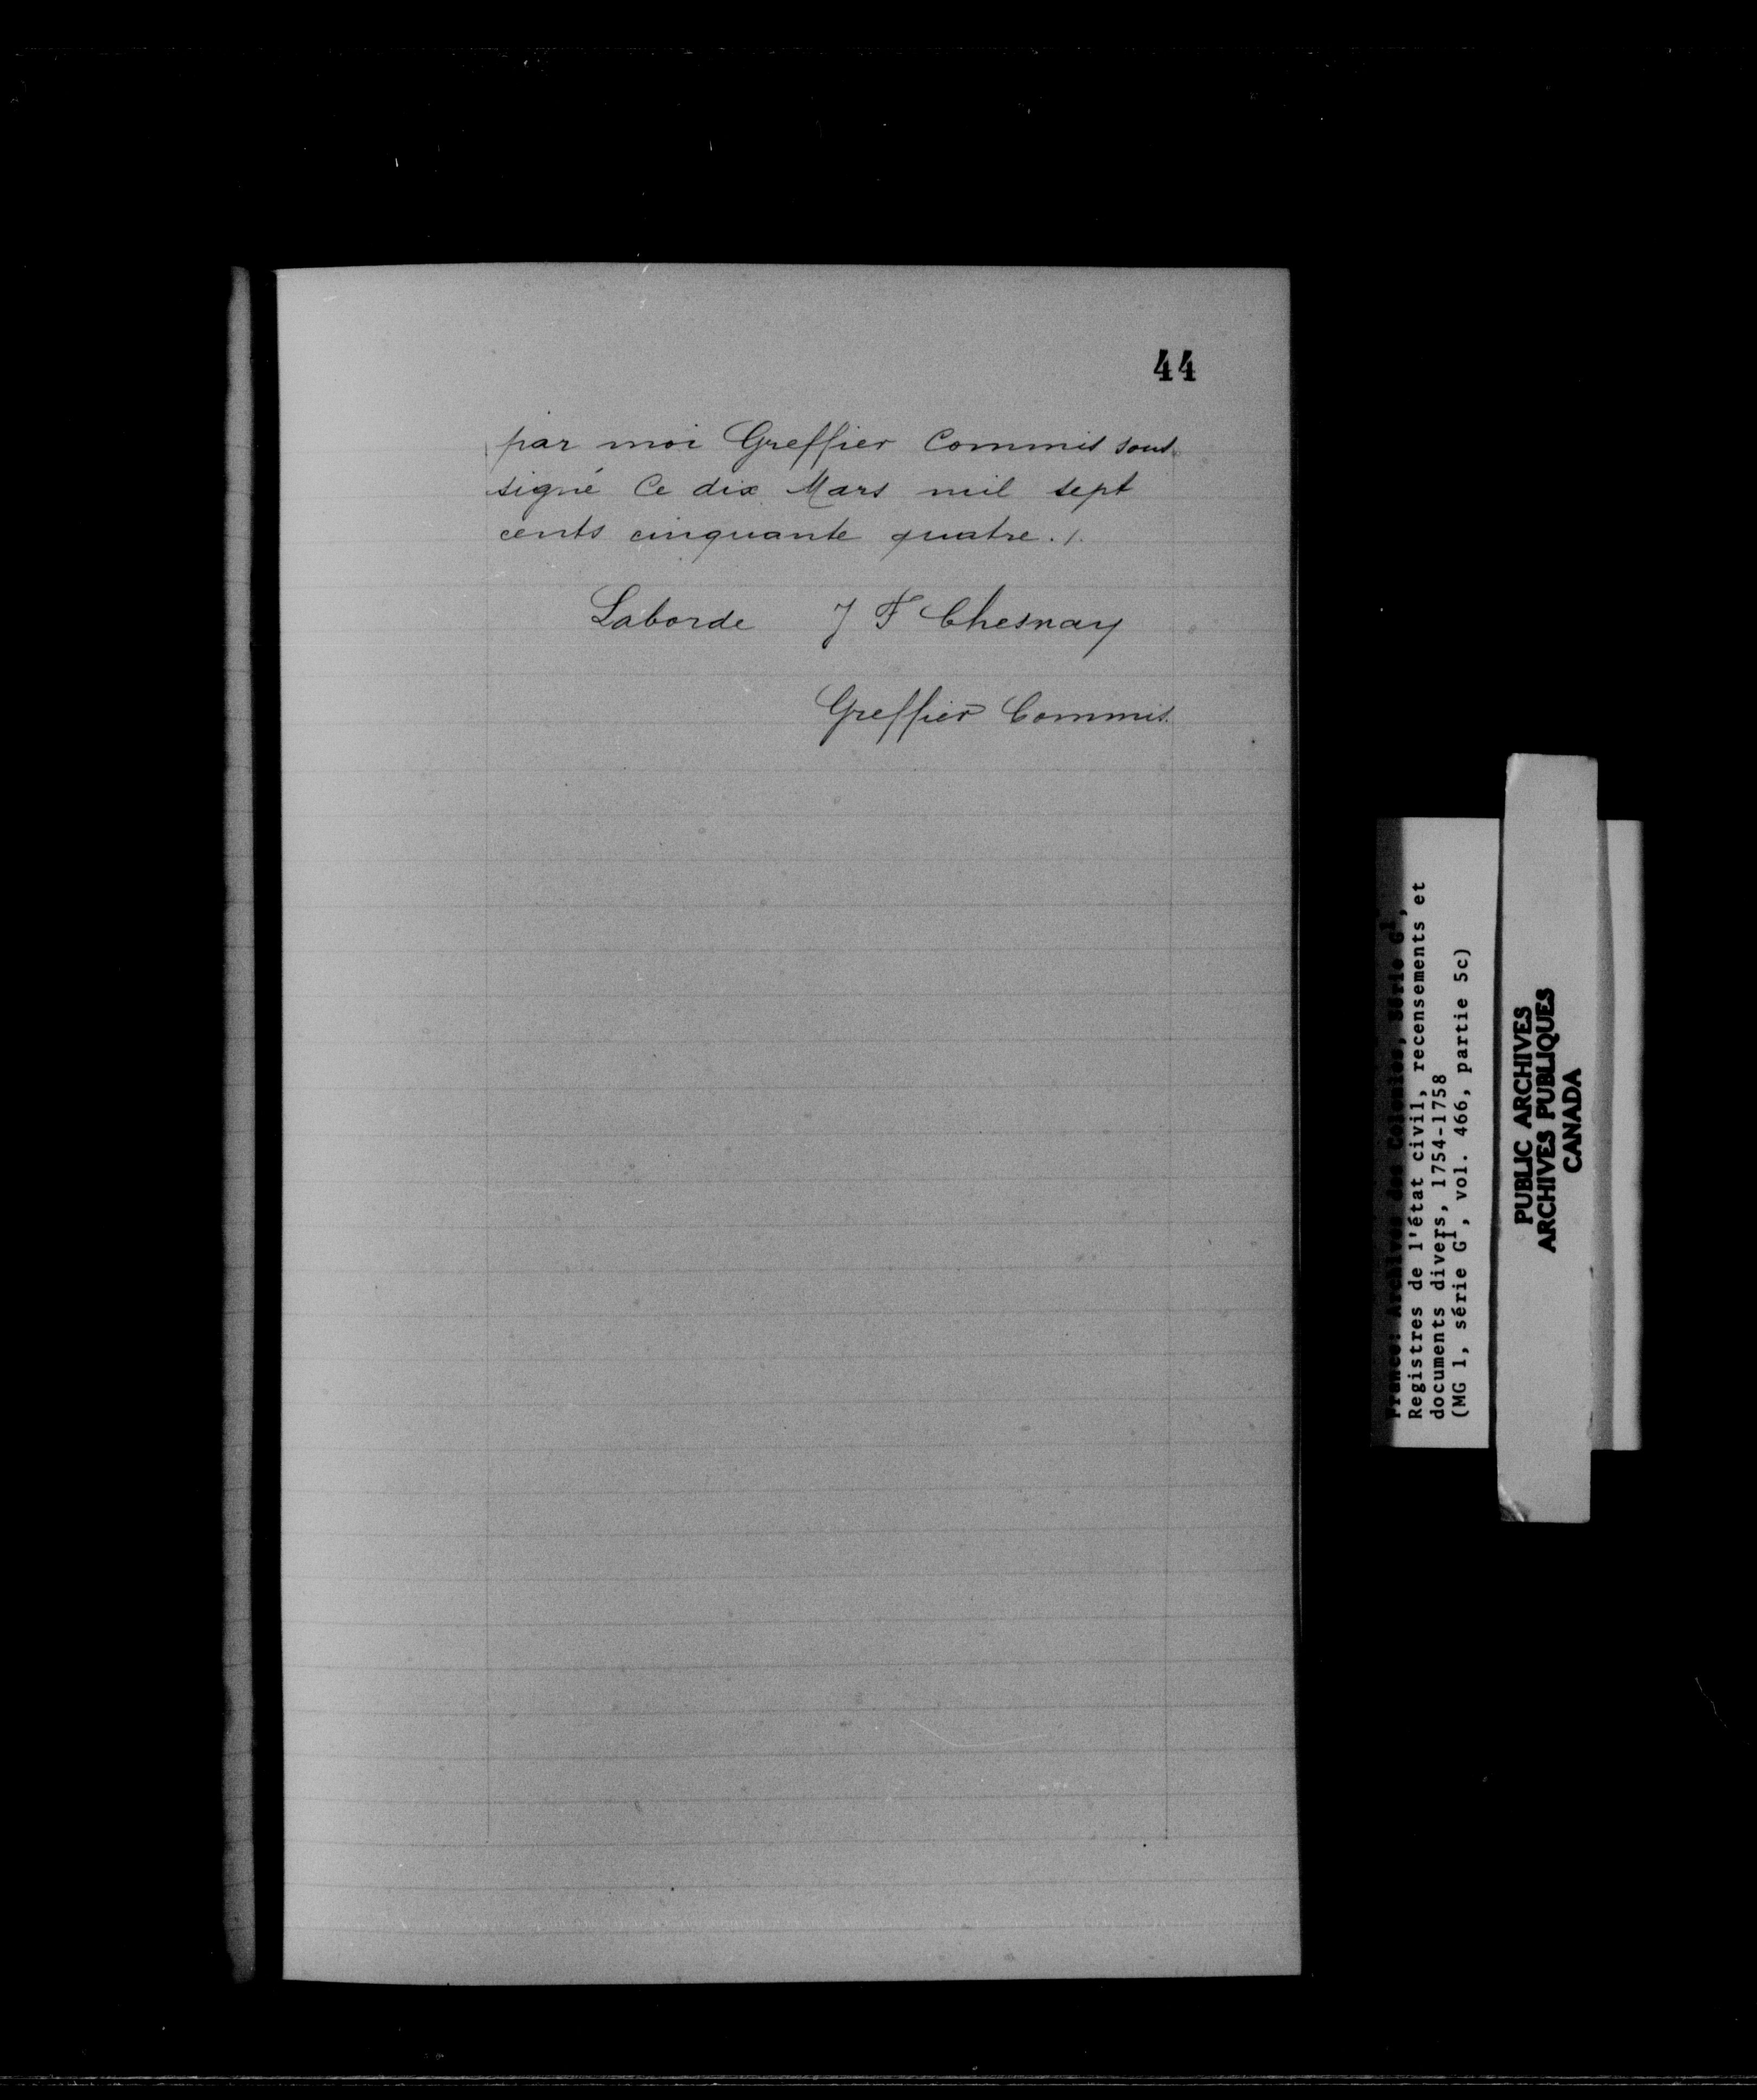 44
par moi Greffier Commis sous
signé Ce dix Mars mil sept
cents cinquante quatre ./.
Laborde J F Chesnay
Greffier Commis
France: Archives des Colonies, Série G¹,
Registres de l'état civil, recensements et
documents divers, 1754-1758
(MG 1, série G¹, vol. 466, partie 5c)
PUBLIC ARCHIVES
ARCHIVES PUBLIQUES
CANADA